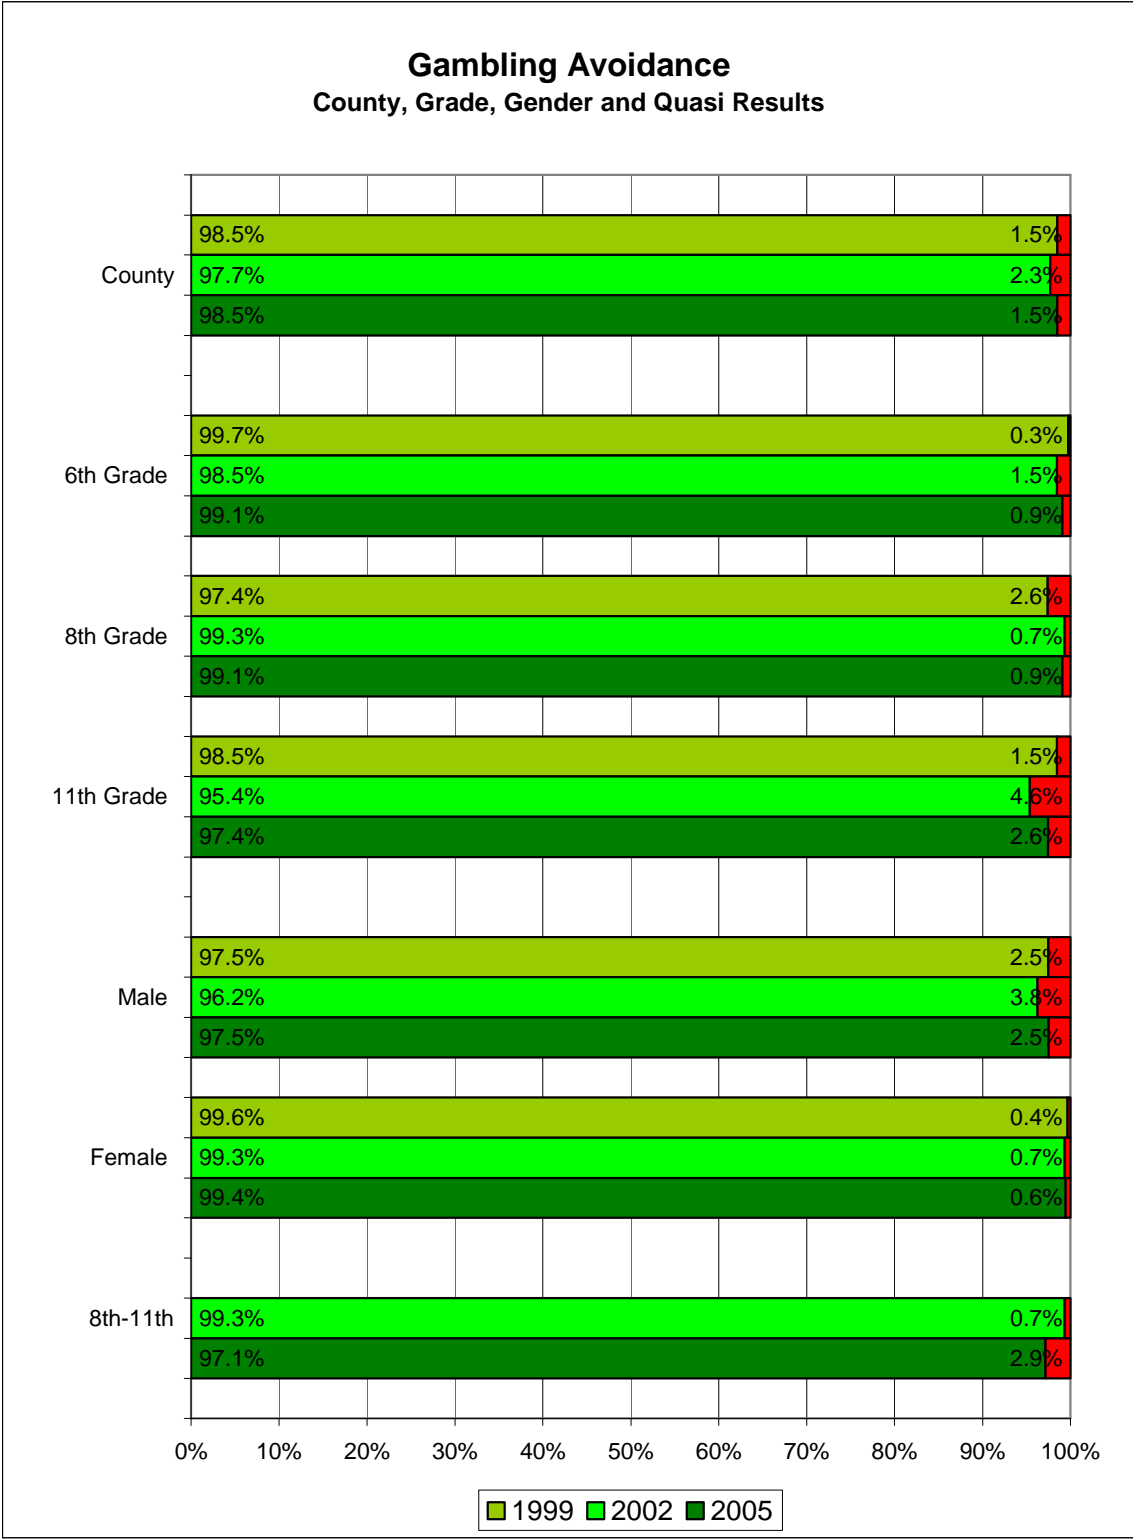 Gambling Avoidance
County, Grade, Gender and Quasi Results
98.5% 1.5%
County 97.7% 2.3%
98.5% 1.5%
99.7% 0.3%
6th Grade 98.5% 1.5%
99.1% 0.9%
97.4% 2.6%
8th Grade 99.3% 0.7%
99.1% 0.9%
98.5% 1.5%
11th Grade 95.4% 4.6%
97.4% 2.6%
97.5% 2.5%
Male 96.2% 3.8%
97.5% 2.5%
99.6% 0.4%
Female 99.3% 0.7%
99.4% 0.6%
8th-11th 99.3% 0.7%
97.1% 2.9%
0% 10% 20% 30% 40% 50% 60% 70% 80% 90% 100%
1999 2002 2005